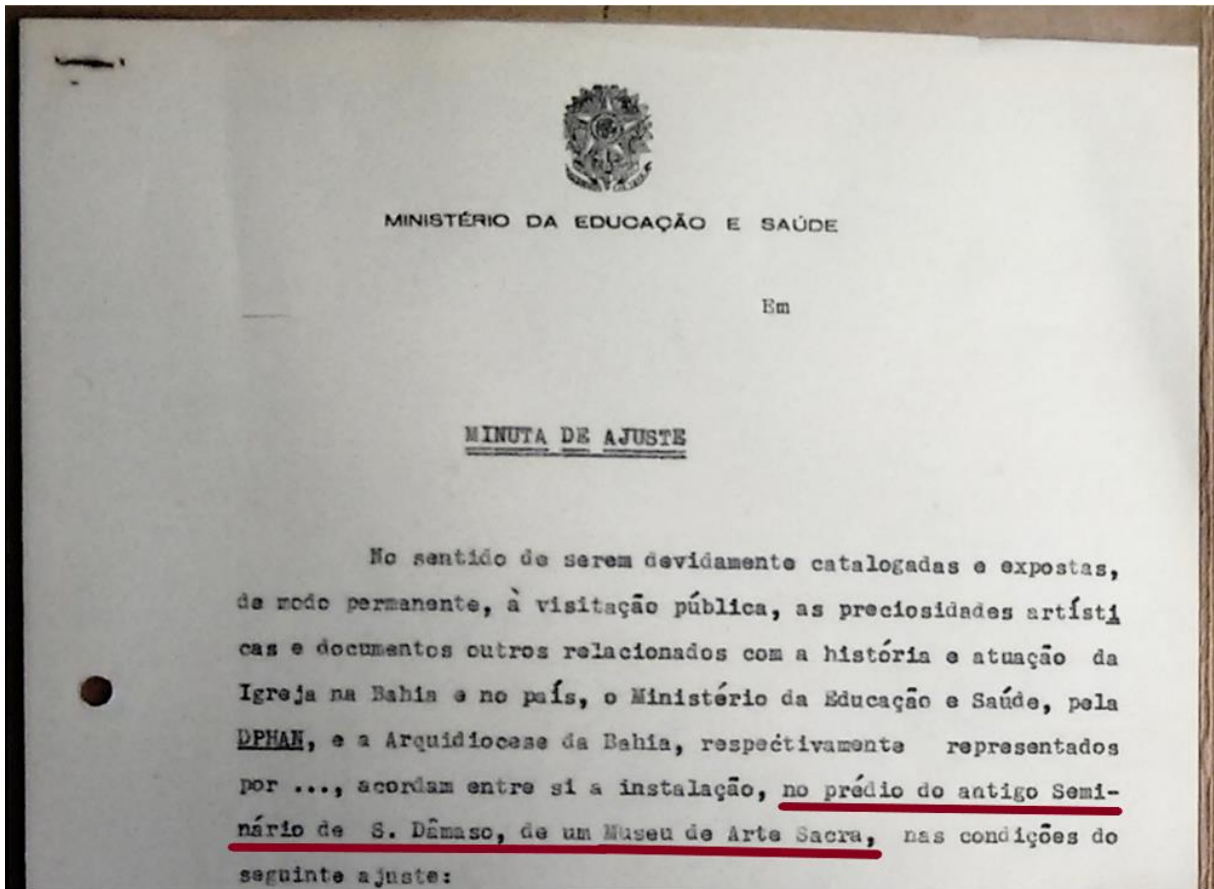 MINISTÉRIO DA EDUCAÇÃO E SAÚDE
Em
MINUTA DE AJUSTE
No sentido de serem devidamente catalogadas e expostas,
de modo permanente, à visitação pública, as preciosidades artísti
cas e documentos outros relacionados com a história e atuação da
Igreja na Bahia e no país, o Ministério da Educação e Saúde, pela
DPHAN, e a Arquidiocese da Bahia, respectivamente representados
por ..., acordam entre si a instalação, no prédio do antigo Semi-
nário de S. Dâmaso, de um Museu de Arte Sacra, nas condições do
seguinte ajuste: